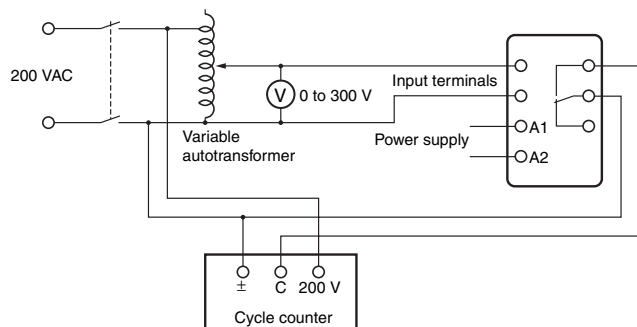 200 VAC
V
0 to 300 V
Variable
autotransformer
Input terminals
Power supply
A1
A2
± C 200 V
Cycle counter